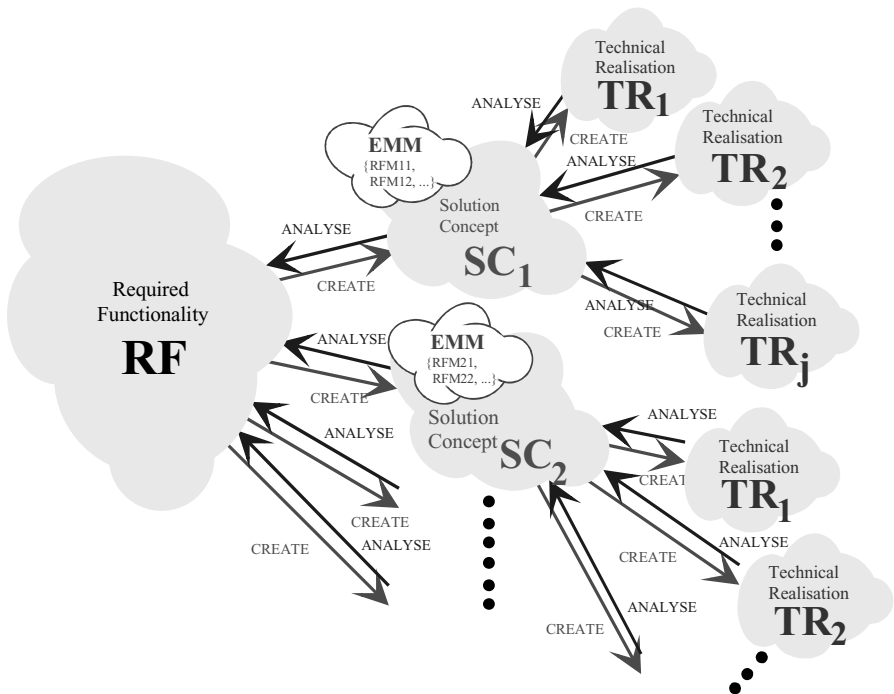 Required
Functionality
RF
ANALYSE
CREATE
EMM
{RFM11,
RFM12, ...}
Solution
Concept
SC1
ANALYSE
CREATE
Technical
Realisation
TR1
ANALYSE
CREATE
Technical
Realisation
TR2
ANALYSE
CREATE
Technical
Realisation
TRj
ANALYSE
CREATE
EMM
{RFM21,
RFM22, ...}
Solution
Concept
SC2
ANALYSE
CREAT
Technical
Realisation
TR1
ANALYSE
CREATE
Technical
Realisation
TR2
ANALYSE
CREATE
ANALYSE
CREATE
ANALYSE
CREATE